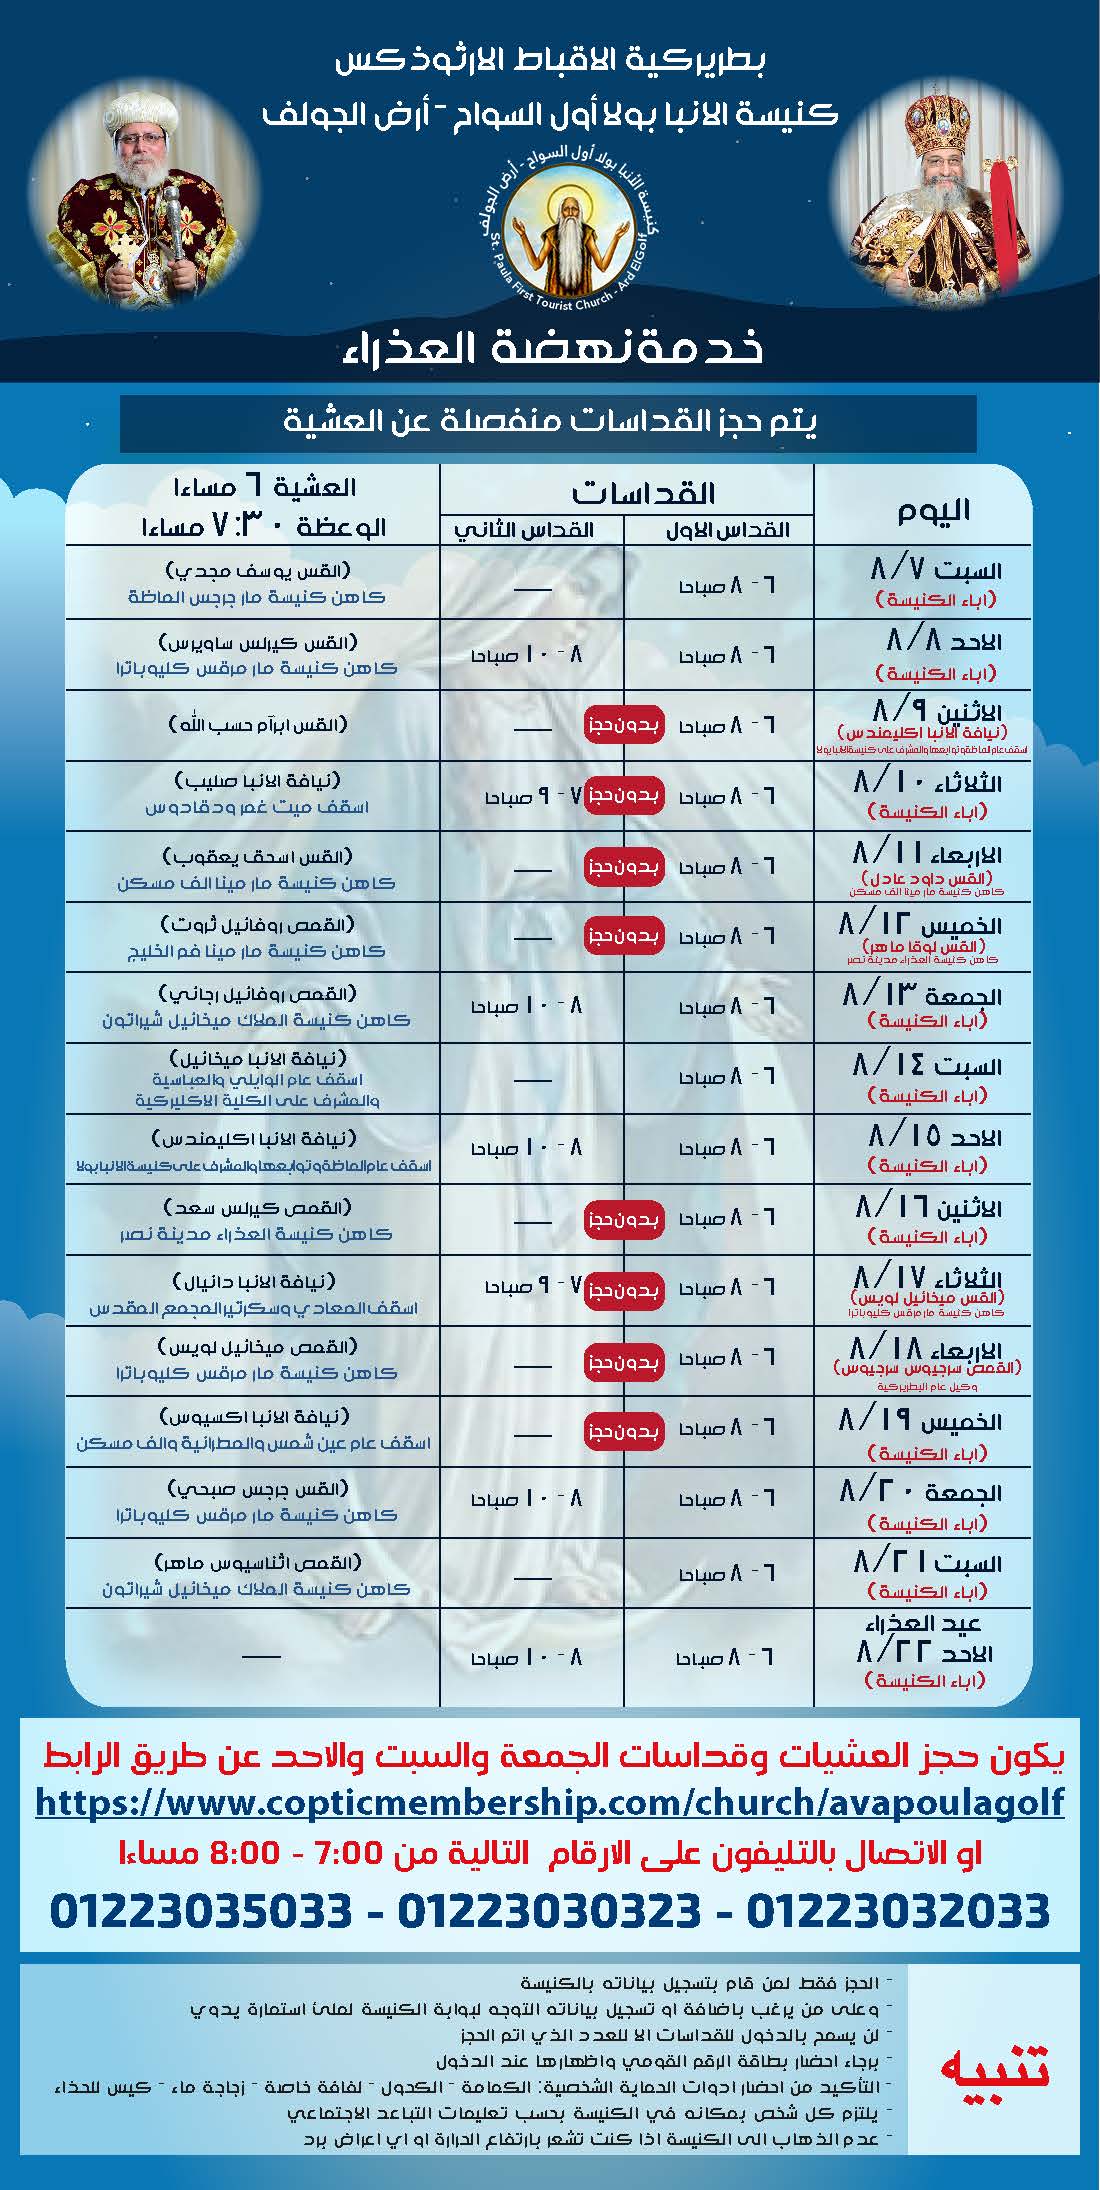 بطريركية الاقباط الارثوذكس
كنيسة الانبا بولا أول السواح - أرض الجولف
كنيسة الأنبا بولا أول السواح - أرض الجولف
St. Paula First Tourist Church - Ard ElGolf
خدمة نهضة العذراء
يتم حجز القداسات منفصلة عن العشية
اليوم
القداسات
القداس الاول
القداس الثاني
العشية ٦ مساءا
الوعظة ٧:٣٠ مساءا
السبت ٨/٧
(اباء الكنيسة)
٦ - ٨ صباحا
——
(القس يوسف مجدي)
كاهن كنيسة مار جرجس الماظة
الاحد ٨/٨
(اباء الكنيسة)
٦ - ٨ صباحا
٨ - ١٠ صباحا
(القس كيرلس ساويرس)
كاهن كنيسة مار مرقس كليوباترا
الاثنين ٨/٩
(نيافة الانبا اكليمندس)
اسقف عام الماظة وتوابعها والمشرف على كنيسة الانبا بولا
٦ - ٨ صباحا
بدون حجز
——
(القس ابرآم حسب الله)
الثلاثاء ٨/١٠
(اباء الكنيسة)
٦ - ٨ صباحا
بدون حجز
٧ - ٩ صباحا
(نيافة الانبا صليب)
اسقف ميت غمر ودقادوس
الاربعاء ٨/١١
(القس داود عادل)
كاهن كنيسة مار مينا الف مسكن
٦ - ٨ صباحا
بدون حجز
——
(القس اسحق يعقوب)
كاهن كنيسة مار مينا الف مسكن
الخميس ٨/١٢
(القس لوقا ماهر)
كاهن كنيسة العذراء مدينة نصر
٦ - ٨ صباحا
بدون حجز
——
(القمص روفائيل ثروت)
كاهن كنيسة مار مينا فم الخليج
الجمعة ٨/١٣
(اباء الكنيسة)
٦ - ٨ صباحا
٨ - ١٠ صباحا
(القمص روفائيل رجائي)
كاهن كنيسة الملاك ميخائيل شيراتون
السبت ٨/١٤
(اباء الكنيسة)
٦ - ٨ صباحا
——
(نيافة الانبا ميخائيل)
اسقف عام الوايلي والعباسية
والمشرف على الكلية الاكليركية
الاحد ٨/١٥
(اباء الكنيسة)
٦ - ٨ صباحا
٨ - ١٠ صباحا
(نيافة الانبا اكليمندس)
اسقف عام الماظة وتوابعها والمشرف على كنيسة الانبا بولا
الاثنين ٨/١٦
(اباء الكنيسة)
٦ - ٨ صباحا
بدون حجز
——
(القمص كيرلس سعد)
كاهن كنيسة العذراء مدينة نصر
الثلاثاء ٨/١٧
(القس ميخائيل لويس)
كاهن كنيسة مار مرقس كليوباترا
٦ - ٨ صباحا
بدون حجز
٧ - ٩ صباحا
(نيافة الانبا دانيال)
اسقف المعادي وسكرتير المجمع المقدس
الاربعاء ٨/١٨
(القمص سرجيوس سرجيوس)
وكيل عام البطريركية
٦ - ٨ صباحا
بدون حجز
——
(القمص ميخائيل لويس)
كاهن كنيسة مار مرقس كليوباترا
الخميس ٨/١٩
(اباء الكنيسة)
٦ - ٨ صباحا
بدون حجز
——
(نيافة الانبا اكسيوس)
اسقف عام عين شمس والمطرانية والف مسكن
الجمعة ٨/٢٠
(اباء الكنيسة)
٦ - ٨ صباحا
٨ - ١٠ صباحا
(القس جرجس صبحي)
كاهن كنيسة مار مرقس كليوباترا
السبت ٨/٢١
(اباء الكنيسة)
٦ - ٨ صباحا
——
(القمص اثناسيوس ماهر)
كاهن كنيسة الملاك ميخائيل شيراتون
عيد العذراء
الاحد ٨/٢٢
(اباء الكنيسة)
٦ - ٨ صباحا
٨ - ١٠ صباحا
——
يكون حجز العشيات وقداسات الجمعة والسبت والاحد عن طريق الرابط
https://www.copticmembership.com/church/avapoulagolf
او الاتصال بالتليفون على الارقام التالية من 7:00 - 8:00 مساءا
01223035033 - 01223030323 - 01223032033
تنبيه
- الحجز فقط لمن قام بتسجيل بياناته بالكنيسة
- وعلى من يرغب باضافة او تسجيل بياناته التوجه لبوابة الكنيسة لملئ استمارة يدوي
- لن يسمح بالدخول للقداسات الا للعدد الذي اتم الحجز
- برجاء احضار بطاقة الرقم القومي واظهارها عند الدخول
- التأكيد من احضار ادوات الحماية الشخصية: الكمامة - الكحول - لفافة خاصة - زجاجة ماء - كيس للحذاء
- يلتزم كل شخص بمكانه في الكنيسة بحسب تعليمات التباعد الاجتماعي
- عدم الذهاب الى الكنيسة اذا كنت تشعر بارتفاع الحرارة او اي اعراض برد